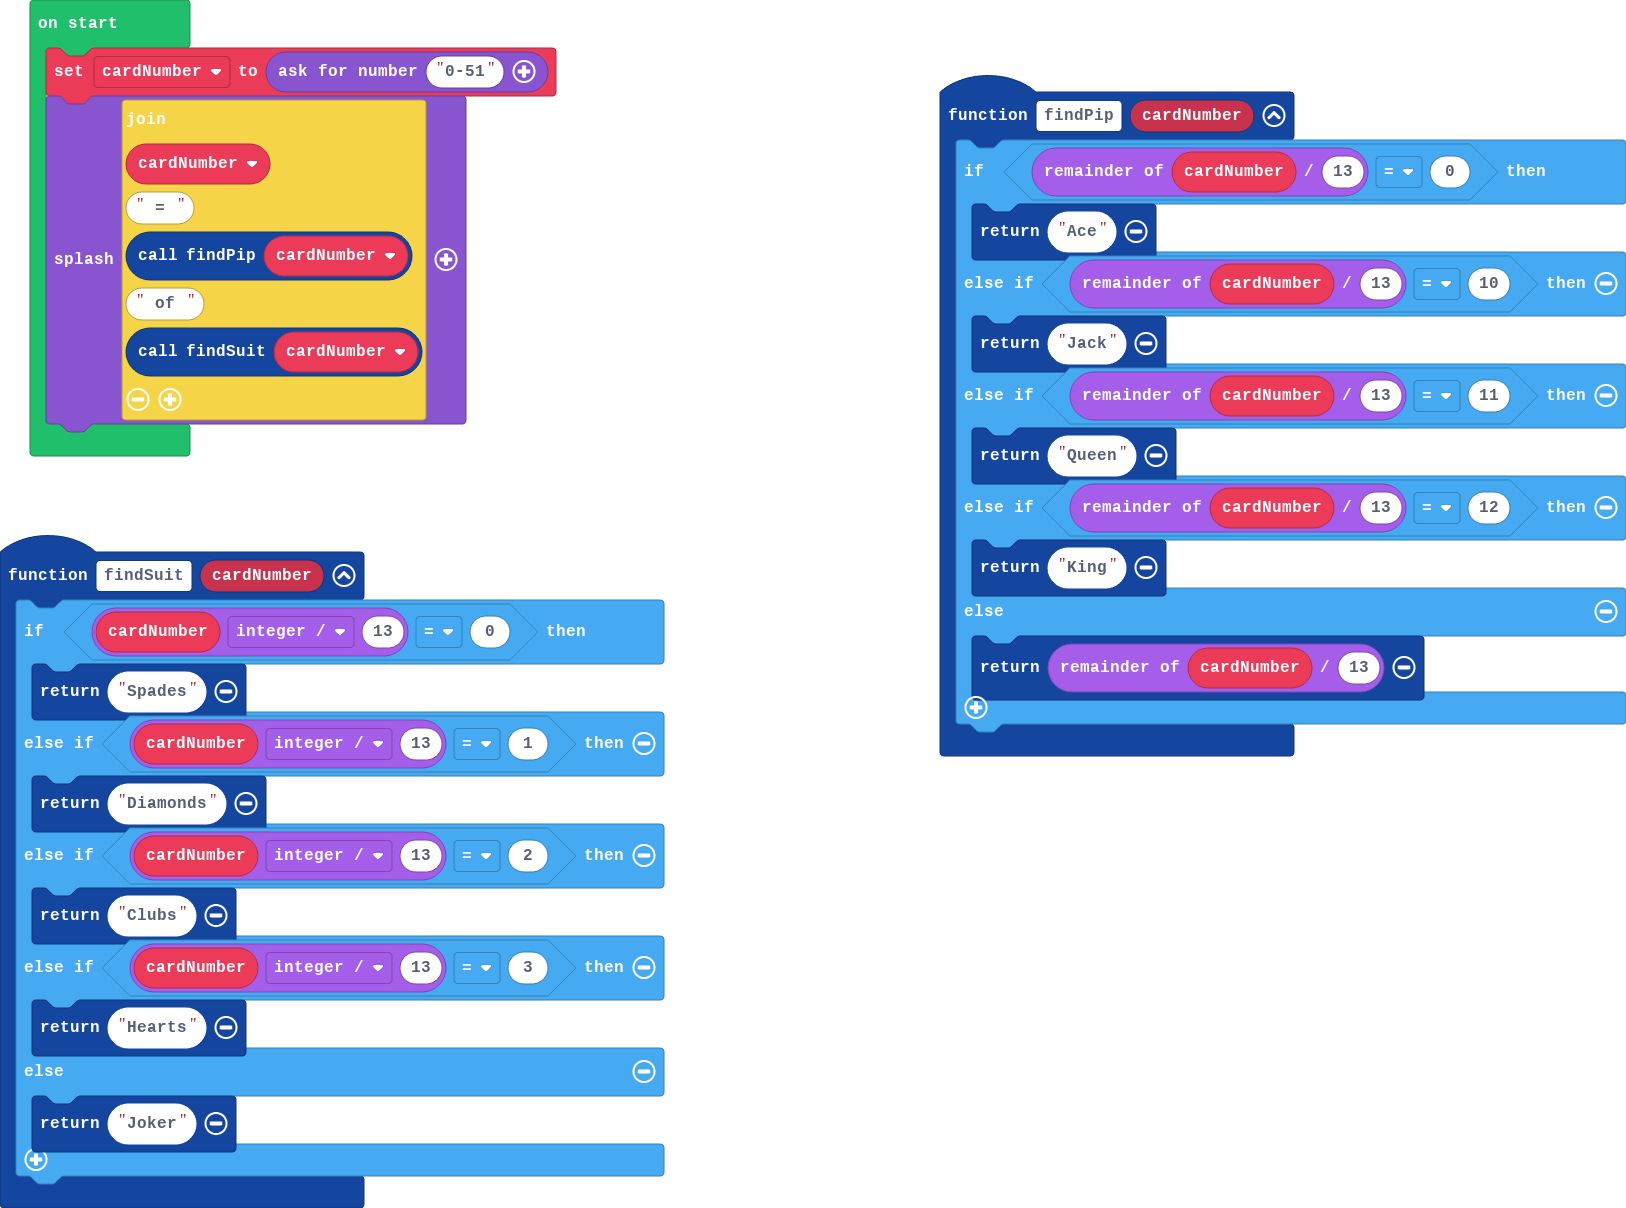 on start
set cardNumber to ask for number "0-51"
splash
join
cardNumber
" = "
call findPip cardNumber
" of "
call findSuit cardNumber
function findSuit cardNumber
if cardNumber integer / 13 = 0 then
return "Spades"
else if cardNumber integer / 13 = 1 then
return "Diamonds"
else if cardNumber integer / 13 = 2 then
return "Clubs"
else if cardNumber integer / 13 = 3 then
return "Hearts"
else
return "Joker"
function findPip cardNumber
if remainder of cardNumber / 13 = 0 then
return "Ace"
else if remainder of cardNumber / 13 = 10 then
return "Jack"
else if remainder of cardNumber / 13 = 11 then
return "Queen"
else if remainder of cardNumber / 13 = 12 then
return "King"
else
return remainder of cardNumber / 13